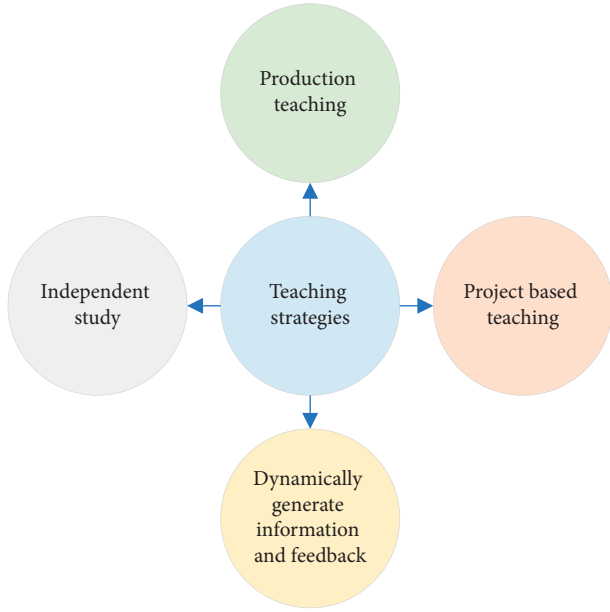 Production
teaching
Independent
study
Teaching
strategies
Project based
teaching
Dynamically
generate
information
and feedback